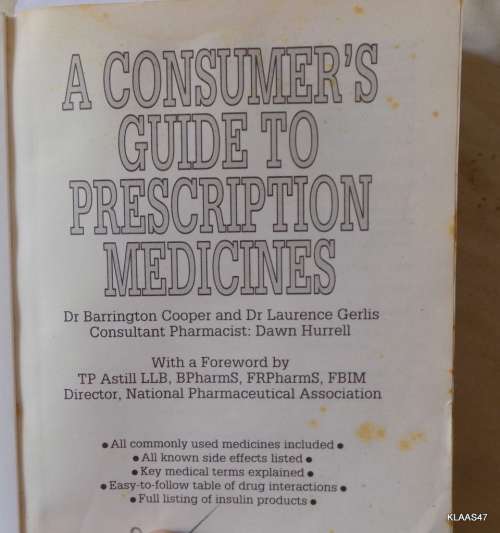 A CONSUMER'S
GUIDE TO
PRESCRIPTION
MEDICINES
Dr Barrington Cooper and Dr Laurence Gerlis
Consultant Pharmacist: Dawn Hurrell
With a Foreword by
TP Astill LLB, BPharmS, FRPharmS, FBIM
Director, National Pharmaceutical Association
• All commonly used medicines included •
• All known side effects listed •
• Key medical terms explained •
• Easy-to-follow table of drug interactions •
• Full listing of insulin products •
KLAAS47